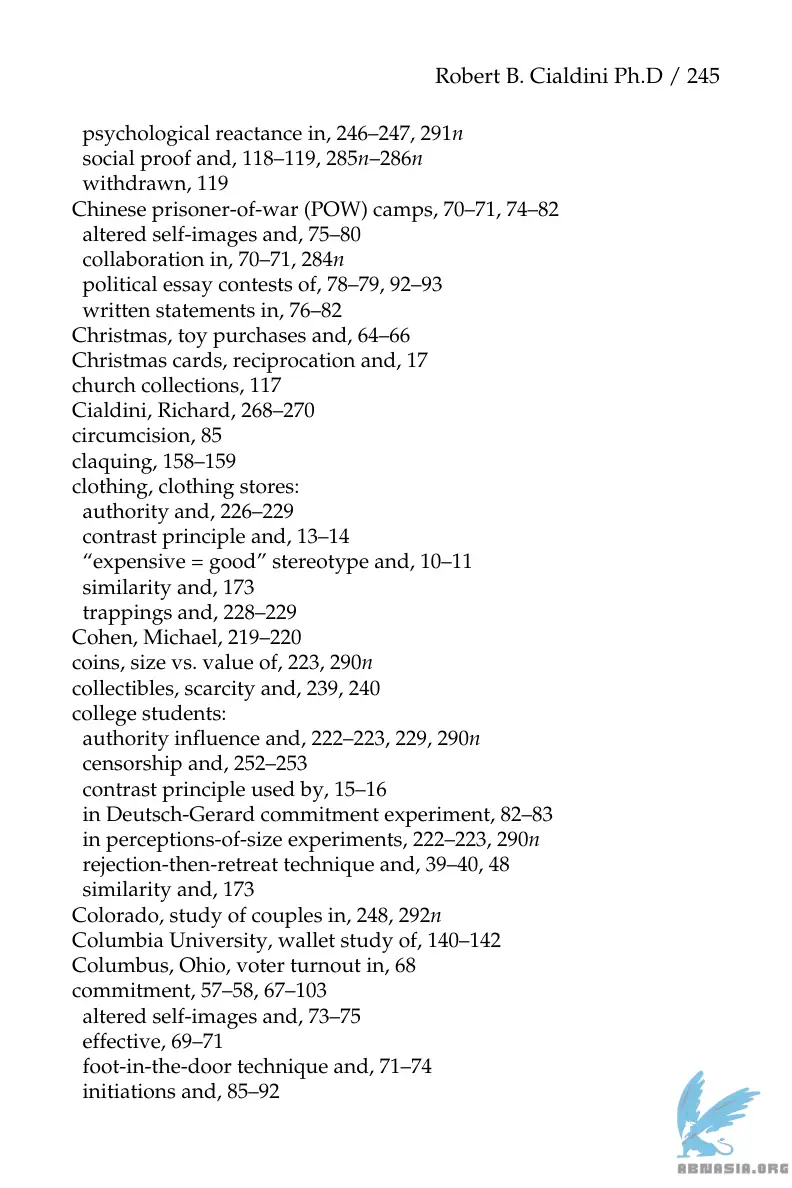 Robert B. Cialdini Ph.D / 245
psychological reactance in, 246–247, 291n
social proof and, 118–119, 285n–286n
withdrawn, 119
Chinese prisoner-of-war (POW) camps, 70–71, 74–82
altered self-images and, 75–80
collaboration in, 70–71, 284n
political essay contests of, 78–79, 92–93
written statements in, 76–82
Christmas, toy purchases and, 64–66
Christmas cards, reciprocation and, 17
church collections, 117
Cialdini, Richard, 268–270
circumcision, 85
claquing, 158–159
clothing, clothing stores:
authority and, 226–229
contrast principle and, 13–14
“expensive = good” stereotype and, 10–11
similarity and, 173
trappings and, 228–229
Cohen, Michael, 219–220
coins, size vs. value of, 223, 290n
collectibles, scarcity and, 239, 240
college students:
authority influence and, 222–223, 229, 290n
censorship and, 252–253
contrast principle used by, 15–16
in Deutsch-Gerard commitment experiment, 82–83
in perceptions-of-size experiments, 222–223, 290n
rejection-then-retreat technique and, 39–40, 48
similarity and, 173
Colorado, study of couples in, 248, 292n
Columbia University, wallet study of, 140–142
Columbus, Ohio, voter turnout in, 68
commitment, 57–58, 67–103
altered self-images and, 73–75
effective, 69–71
foot-in-the-door technique and, 71–74
initiations and, 85–92
ABNASIA.ORG